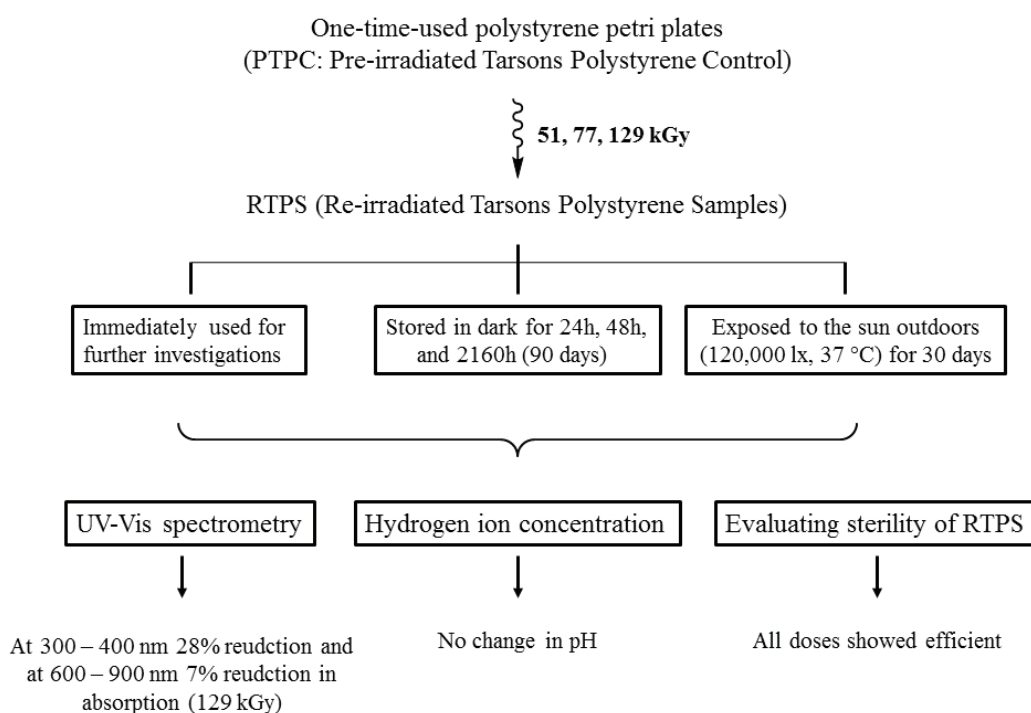 One-time-used polystyrene petri plates
(PTPC: Pre-irradiated Tarsons Polystyrene Control)
51, 77, 129 kGy
RTPS (Re-irradiated Tarsons Polystyrene Samples)
Immediately used for
further investigations
Stored in dark for 24h, 48h,
and 2160h (90 days)
Exposed to the sun outdoors
(120,000 lx, 37 °C) for 30 days
UV-Vis spectrometry
Hydrogen ion concentration
Evaluating sterility of RTPS
At 300 – 400 nm 28% reudction and
at 600 – 900 nm 7% reudction in
absorption (129 kGy)
No change in pH
All doses showed efficient